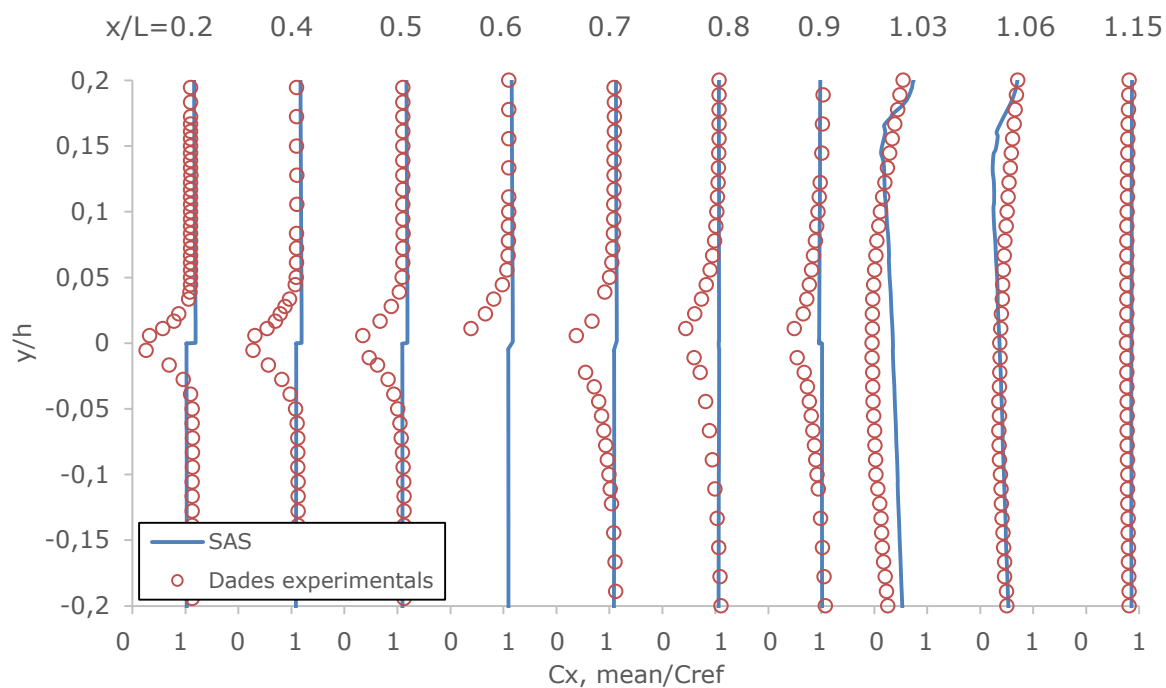 x/L=0.2 0.4 0.5 0.6 0.7 0.8 0.9 1.03 1.06 1.15
0,2
0,15
0,1
0,05
0
-0,05
-0,1
-0,15
-0,2
y/h
SAS
Dades experimentals
0 1 0 1 0 1 0 1 0 1 0 1 0 1 0 1 0 1 0 1
Cx, mean/Cref